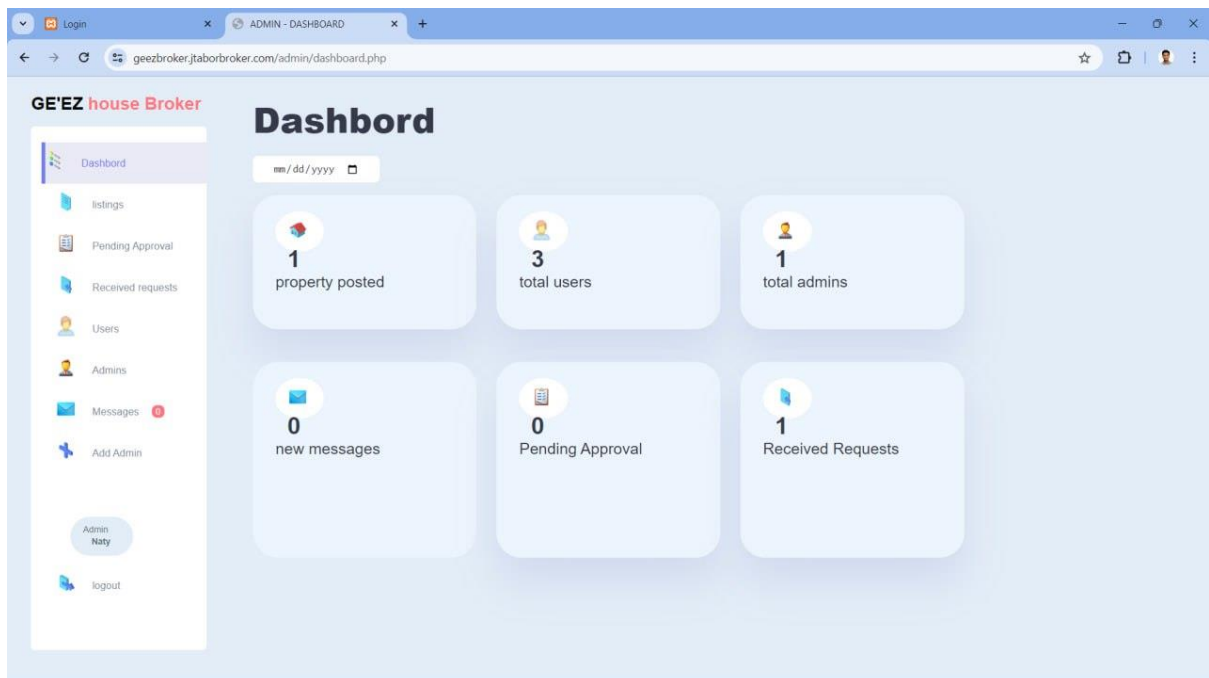 Login
ADMIN - DASHBOARD
geezbroker.jtaborbroker.com/admin/dashboard.php
GE'EZ house Broker
Dashbord
listings
Pending Approval
Received requests
Users
Admins
Messages 0
Add Admin
Admin
Naty
logout
Dashbord
mm/dd/yyyy
1
property posted
3
total users
1
total admins
0
new messages
0
Pending Approval
1
Received Requests